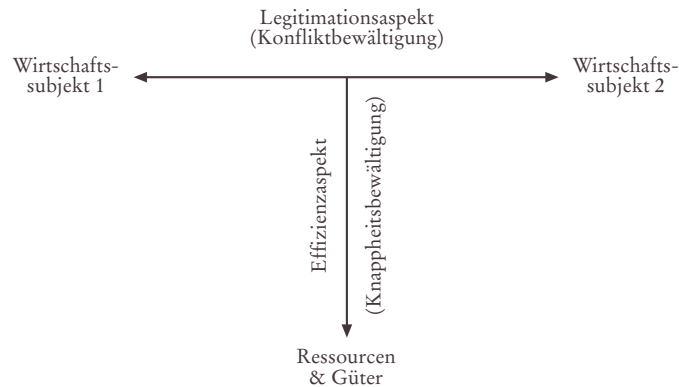 Legitimationsaspekt
(Konfliktbewältigung)
Wirtschafts-
subjekt 1
Wirtschafts-
subjekt 2
Effizienzaspekt
(Knappheitsbewältigung)
Ressourcen
& Güter